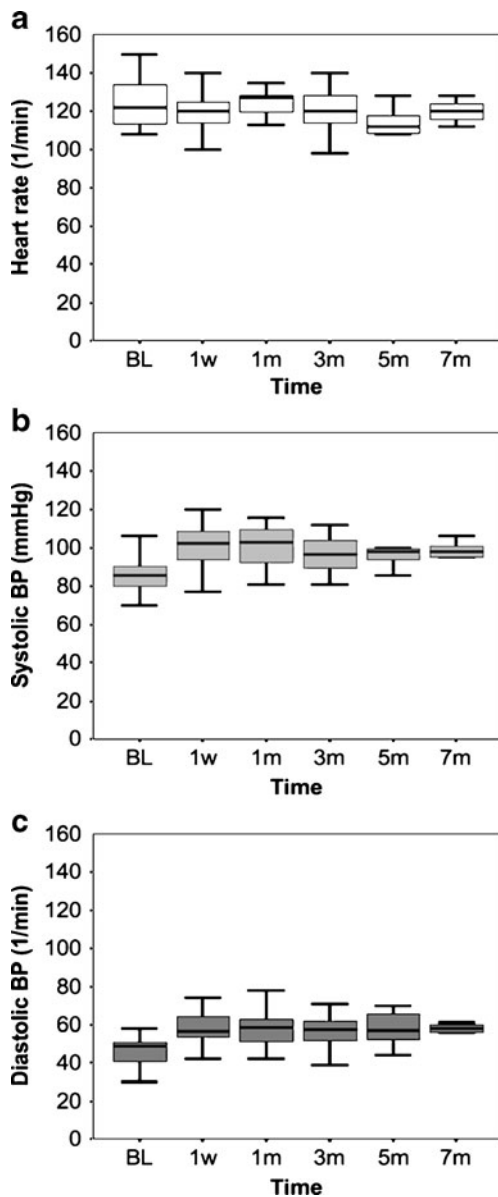 a
160
140
120
100
80
60
40
20
0
Heart rate (1/min)
BL 1w 1m 3m 5m 7m
Time
b
160
140
120
100
80
60
40
20
0
Systolic BP (mmHg)
BL 1w 1m 3m 5m 7m
Time
c
160
140
120
100
80
60
40
20
0
Diastolic BP (1/min)
BL 1w 1m 3m 5m 7m
Time